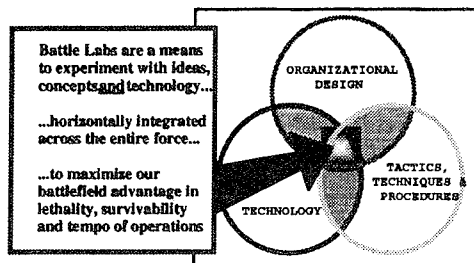 Battle Labs are a means
to experiment with ideas,
concepts and technology...
...horizontally integrated
across the entire force...
...to maximize our
battlefield advantage in
lethality, survivability
and tempo of operations
ORGANIZATIONAL
DESIGN
TECHNOLOGY
TACTICS,
TECHNIQUES &
PROCEDURES